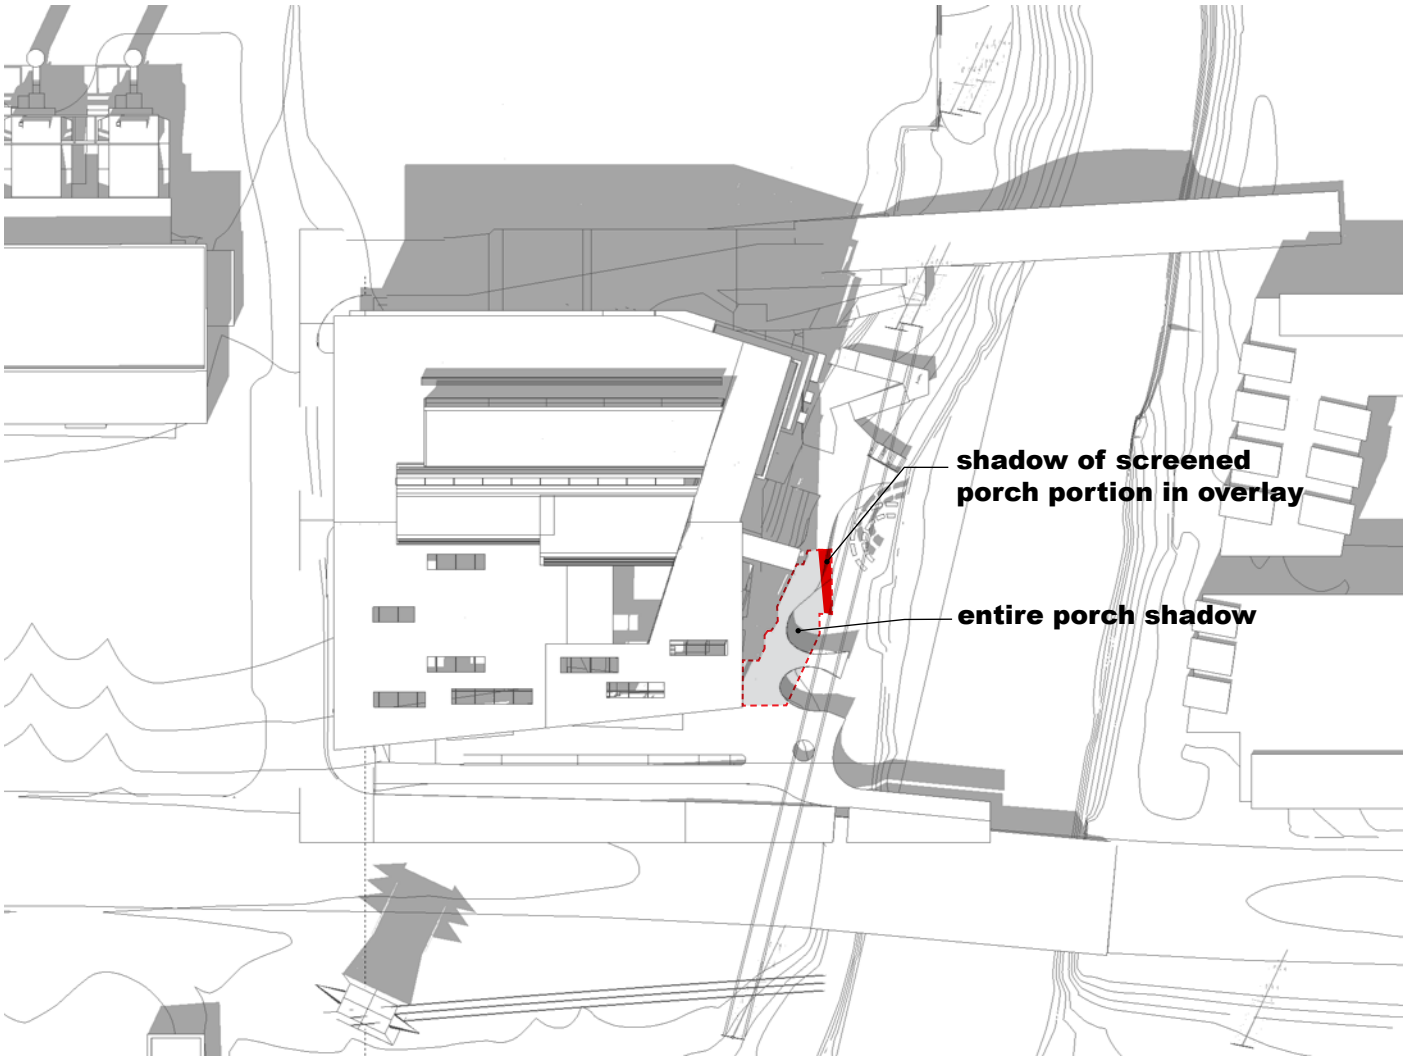 shadow of screened
porch portion in overlay
entire porch shadow